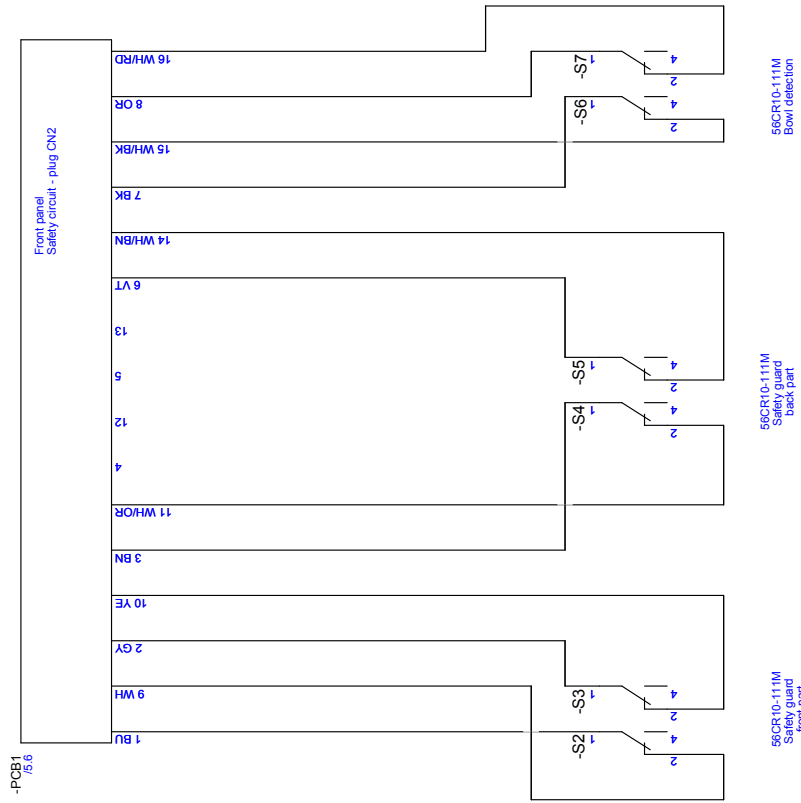 Front panel
Safety circuit - plug CN2
-PCB1
/5.6
16 WH/RD
8 OR
15 WH/BK
7 BK
14 WH/BN
6 VT
13
5
12
4
11 WH/OR
3 BN
10 YE
2 GY
9 WH
1 BU
-S7
1
4
2
-S6
1
4
2
56CR10-111M
Bowl detection
-S5
1
4
2
-S4
1
4
2
56CR10-111M
Safety guard
back part
-S3
1
4
2
-S2
1
4
2
56CR10-111M
Safety guard
front part